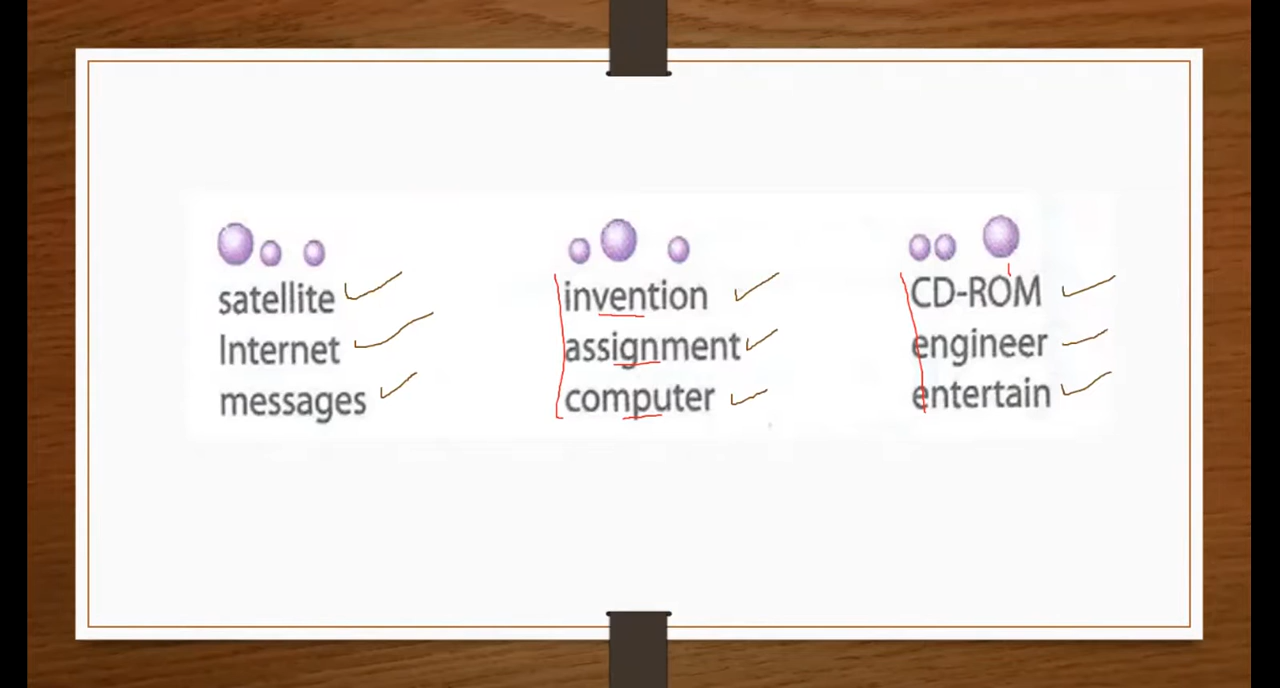 satellite
Internet
messages
invention
assignment
computer
CD-ROM
engineer
entertain